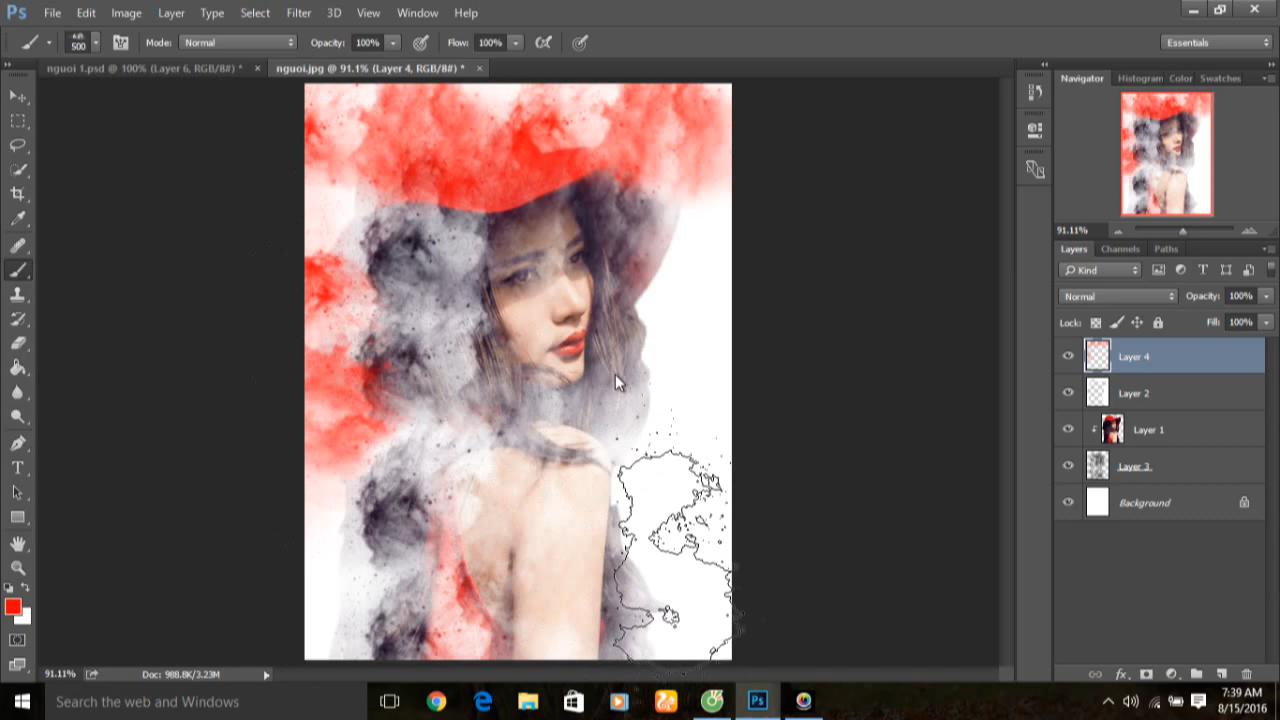 Ps File Edit Image Layer Type Select Filter 3D View Window Help
500 Mode: Normal Opacity: 100% Flow: 100% Essentials
nguoi 1.psd @ 100% (Layer 6, RGB/8#) * × nguoi.jpg @ 91.1% (Layer 4, RGB/8#) * ×
Navigator Histogram Color Swatches
91.11%
Layers Channels Paths
Kind
Normal Opacity: 100%
Lock: Fill: 100%
Layer 4
Layer 2
Layer 1
Layer 3
Background
91.11% Doc: 988.8K/3.23M
Search the web and Windows
Ps
7:39 AM
8/15/2016